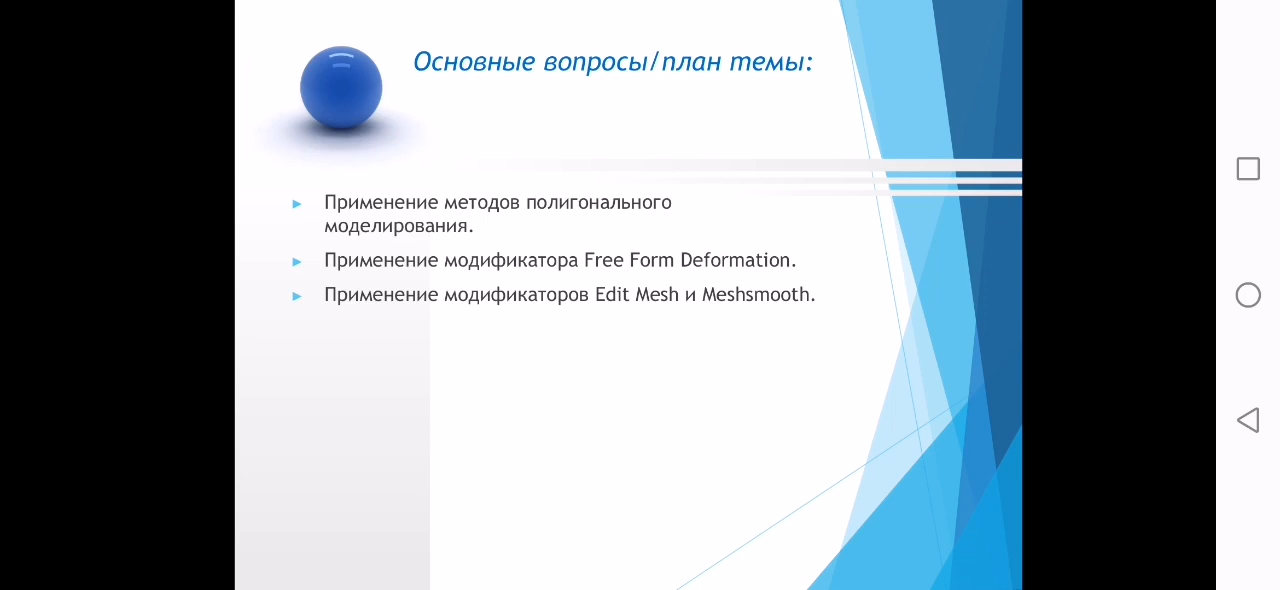 Основные вопросы/план темы:
Применение методов полигонального
моделирования.
Применение модификатора Free Form Deformation.
Применение модификаторов Edit Mesh и Meshsmooth.